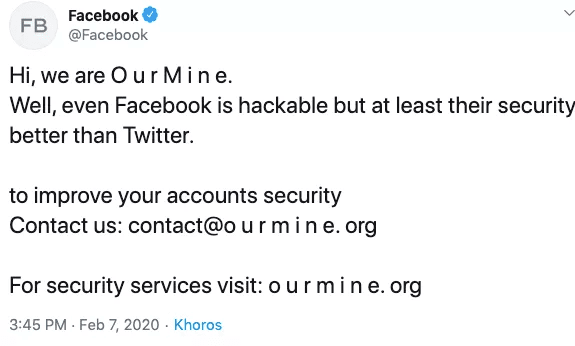 FB
Facebook
@Facebook
Hi, we are O u r M i n e.
Well, even Facebook is hackable but at least their security
better than Twitter.
to improve your accounts security
Contact us: contact@o u r m i n e. org
For security services visit: o u r m i n e. org
3:45 PM · Feb 7, 2020 · Khoros